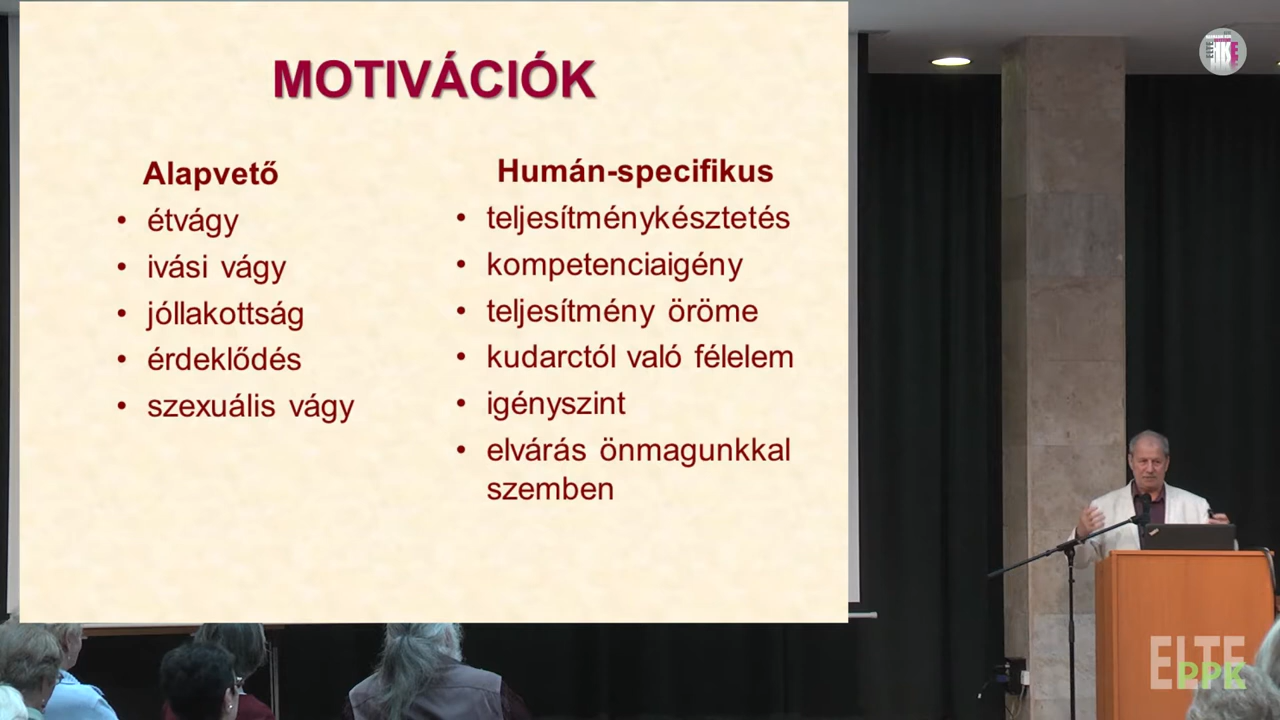 MOTIVÁCIÓK
Alapvető
• étvágy
• ivási vágy
• jóllakottság
• érdeklődés
• szexuális vágy
Humán-specifikus
• teljesítménykésztetés
• kompetenciaigény
• teljesítmény öröme
• kudarctól való félelem
• igényszint
• elvárás önmagunkkal
szemben
ELTE
PPK